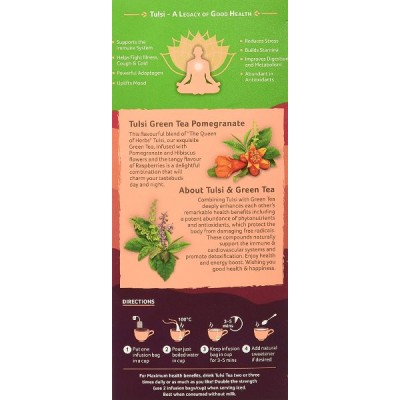 Tulsi - A Legacy of Good Health
Supports the
Immune System
Helps Fight Illness,
Cough & Cold
Powerful Adaptogen
Uplifts Mood
Reduces Stress
Builds Stamina
Improves Digestion
and Metabolism
Abundant in
Antioxidants
Tulsi Green Tea Pomegranate
This flavourful blend of "The Queen
of Herbs" Tulsi, our exquisite
Green Tea, infused with
Pomegranate and Hibiscus
flowers and the tangy flavour
of Raspberries is a delightful
combination that will
charm your tastebuds
day and night.
About Tulsi & Green Tea
Combining Tulsi with Green Tea
deeply enhances each other's
remarkable health benefits including
a potent abundance of phytonutrients
and antioxidants, which protect the
body from damaging free radicals.
These compounds naturally
support the immune &
cardiovascular systems and
promote detoxification. Enjoy health
and energy boost. Wishing you
good health & happiness.
DIRECTIONS
100°C
3-5
mins
1 Put one
infusion bag
in a cup
2 Pour just
boiled water
in cup
3 Keep infusion
bag in cup
for 3-5 mins
4 Add natural
sweetener
if desired
For Maximum health benefits, drink Tulsi Tea two or three
times daily or as much as you like! Double the strength
(use 2 infusion bags/cup) when served iced.
Best when consumed without milk.